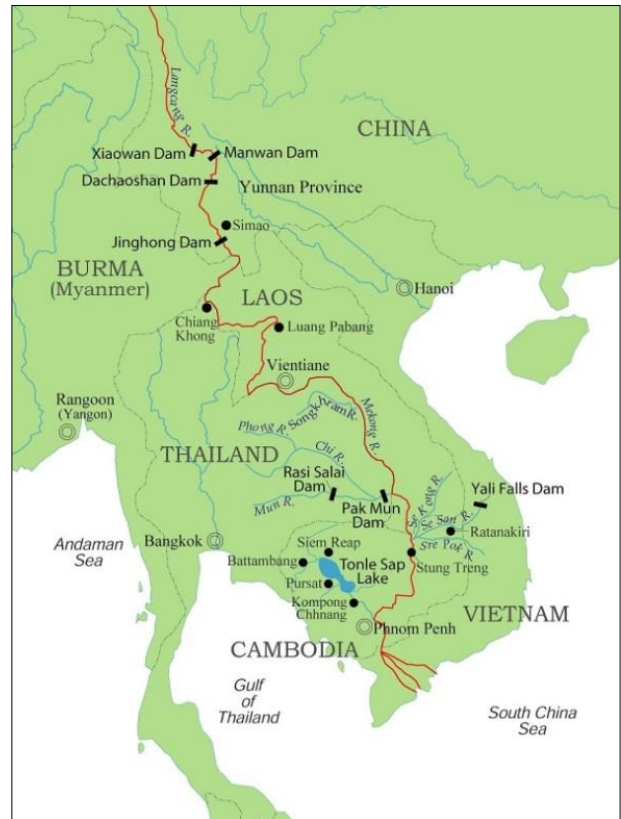 Langcang R.
CHINA
Xiaowan Dam
Manwan Dam
Dachaoshan Dam
Yunnan Province
Simao
Jinghong Dam
BURMA
(Myanmer)
Hanoi
LAOS
Chiang
Khong
Luang Pabang
Vientiane
Rangoon
(Yangon)
Mekong R.
Phong R.
Songkhram R.
THAILAND
Chi R.
Rasi Salai
Dam
Mun R.
Pak Mun
Dam
Se Kong R.
Se San R.
Yali Falls Dam
Ratanakiri
Sre Pok R.
Andaman
Sea
Bangkok
Siem Reap
Battambang
Tonle Sap
Lake
Stung Treng
Pursat
Kompong
Chhnang
VIETNAM
Phnom Penh
CAMBODIA
Gulf
of
Thailand
South China
Sea